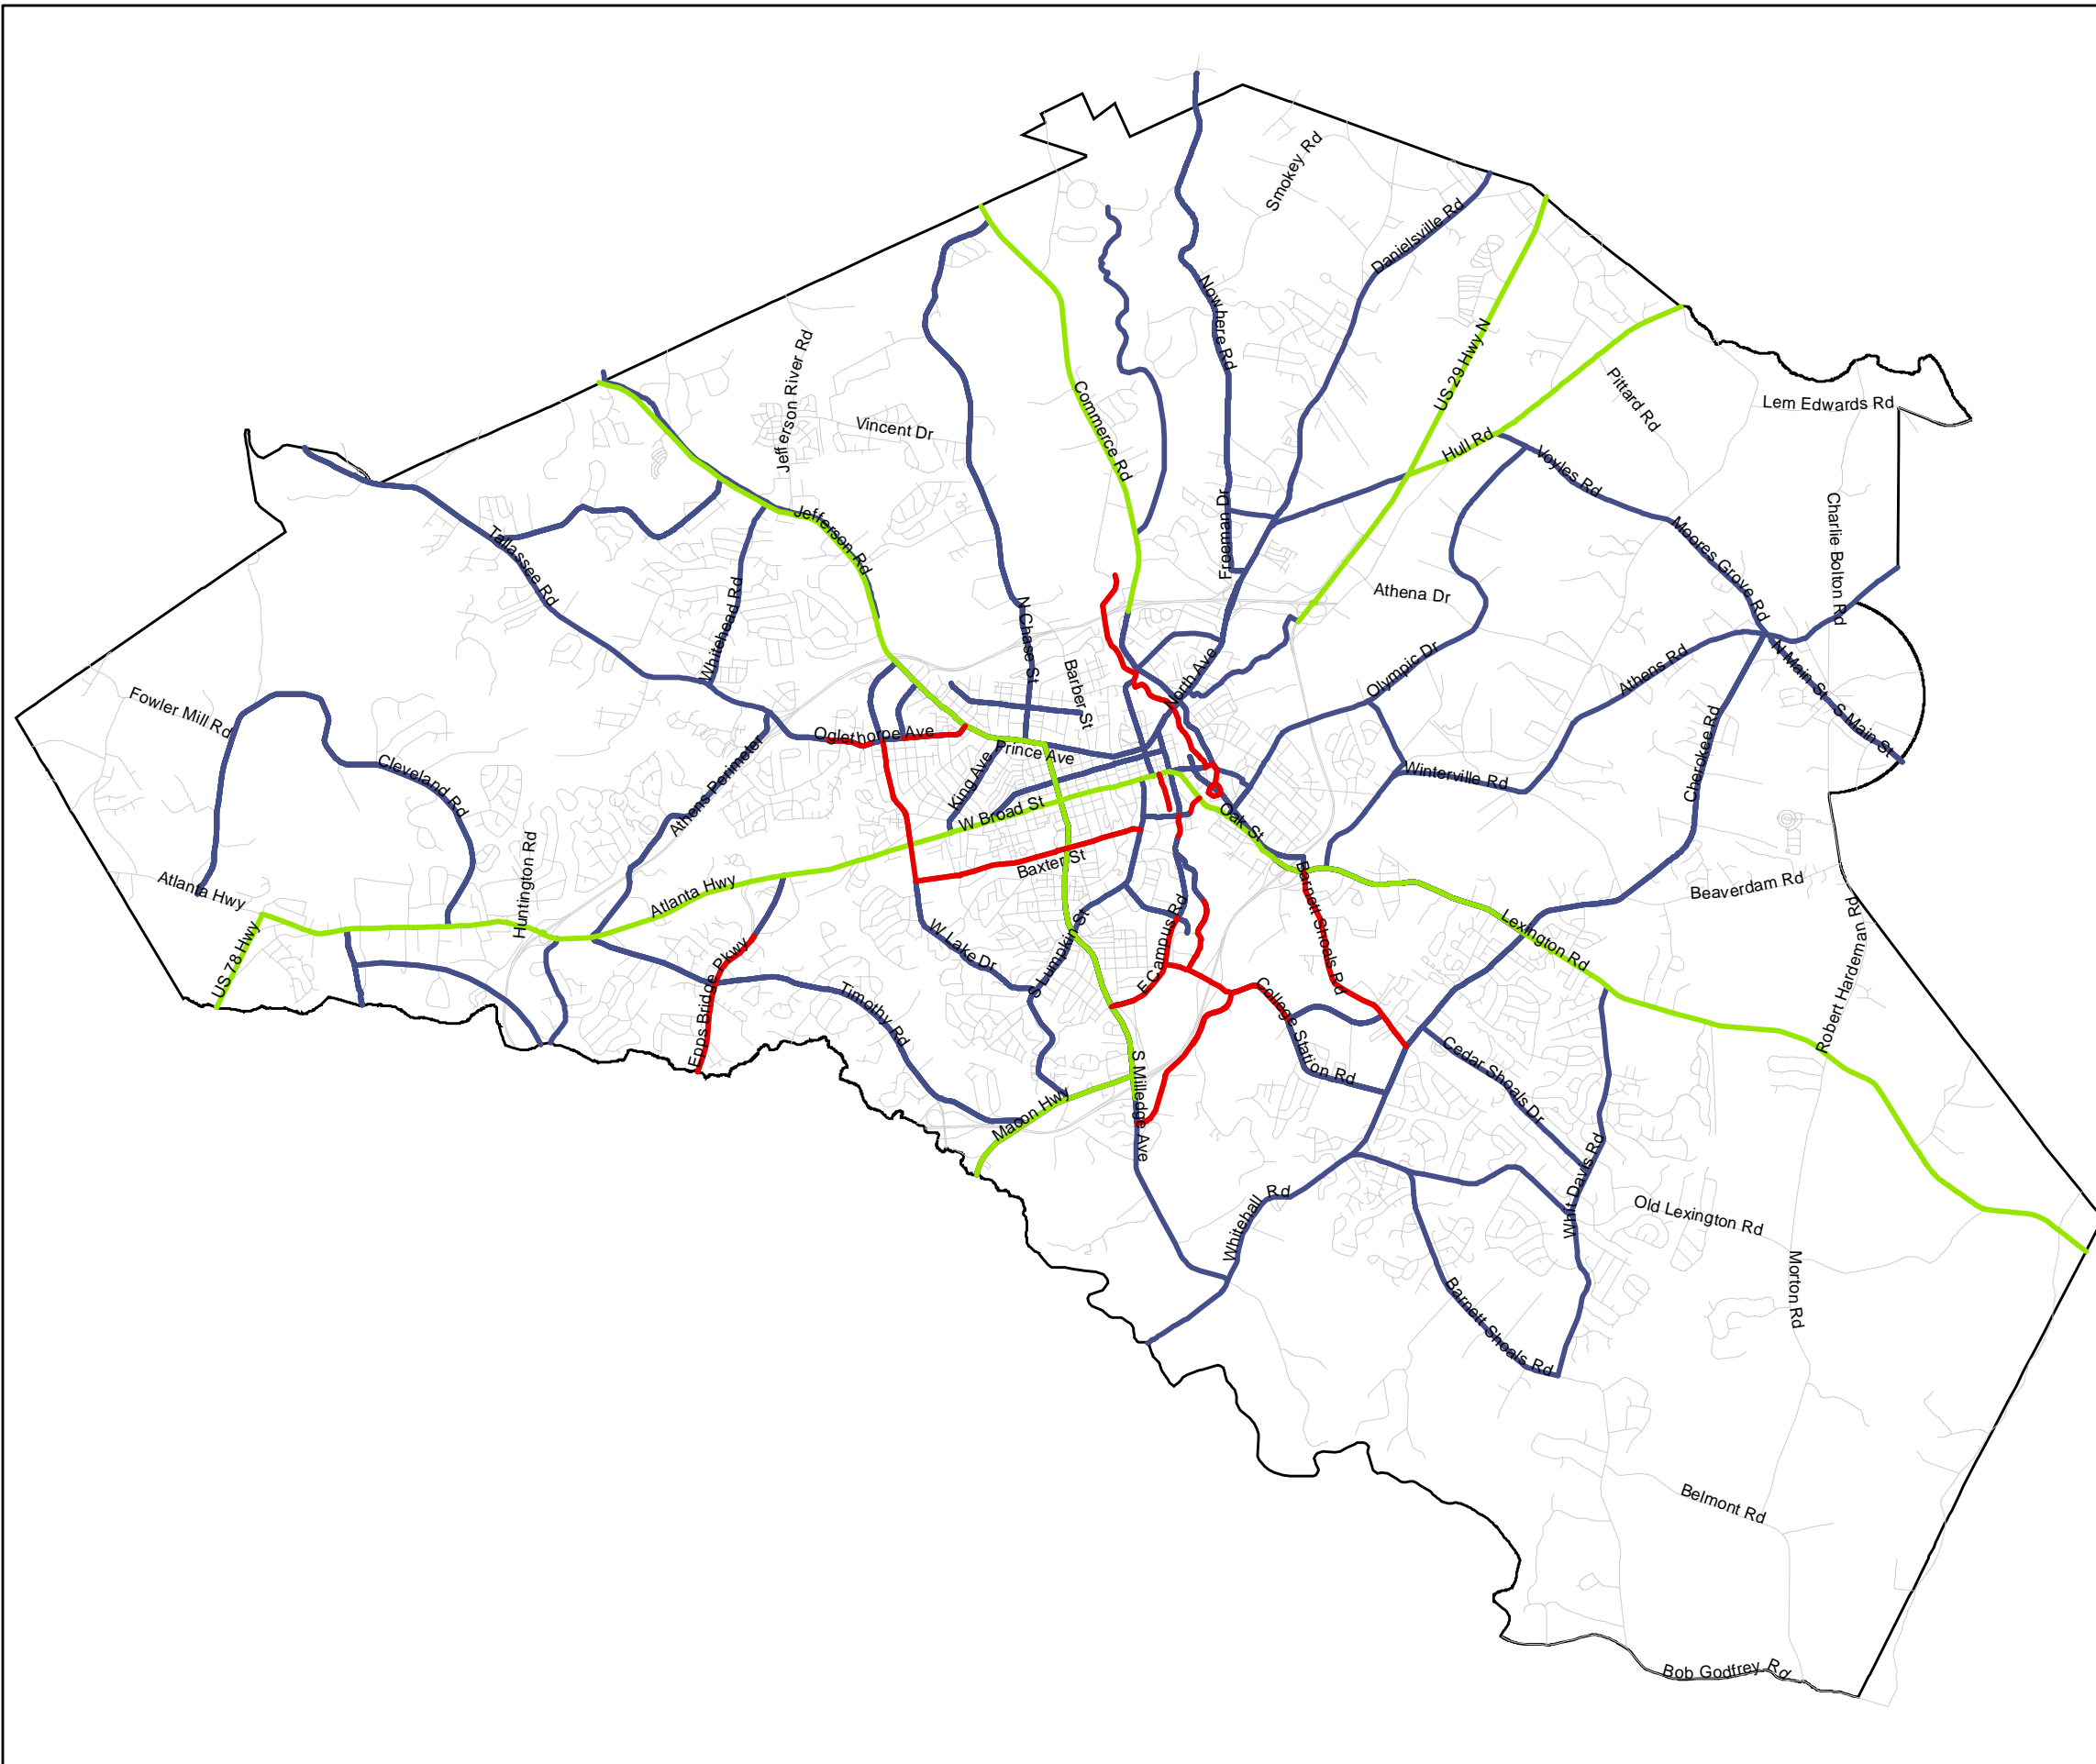 Smokey Rd
Danielsville Rd
Nowhere Rd
US 29 Hwy N
Jefferson River Rd
Vincent Dr
Commerce Rd
Pittard Rd
Lem Edwards Rd
Hull Rd
Voyles Rd
Freeman Dr
Jefferson Rd
Tallassee Rd
Whitehead Rd
Moores Grove Rd
Charlie Bolton Rd
Athena Dr
N Chase St
Barber St
North Ave
Olympic Dr
Athens Rd
N Main St
S Main St
Fowler Mill Rd
Cleveland Rd
Oglethorpe Ave
Prince Ave
King Ave
Athens Perimeter
Winterville Rd
Cherokee Rd
W Broad St
Oak St
Huntington Rd
Baxter St
Atlanta Hwy
Atlanta Hwy
US 78 Hwy
Barnett Shoals Rd
Beaverdam Rd
Lexington Rd
Robert Hardeman Rd
W Lake Dr
S Lumpkin St
E Campus Rd
College Station Rd
Epps Bridge Pkwy
Timothy Rd
Cedar Shoals Dr
Macon Hwy
S Milledge Ave
Whitehall Rd
Whit Davis Rd
Old Lexington Rd
Morton Rd
Barnett Shoals Rd
Belmont Rd
Bob Godfrey Rd